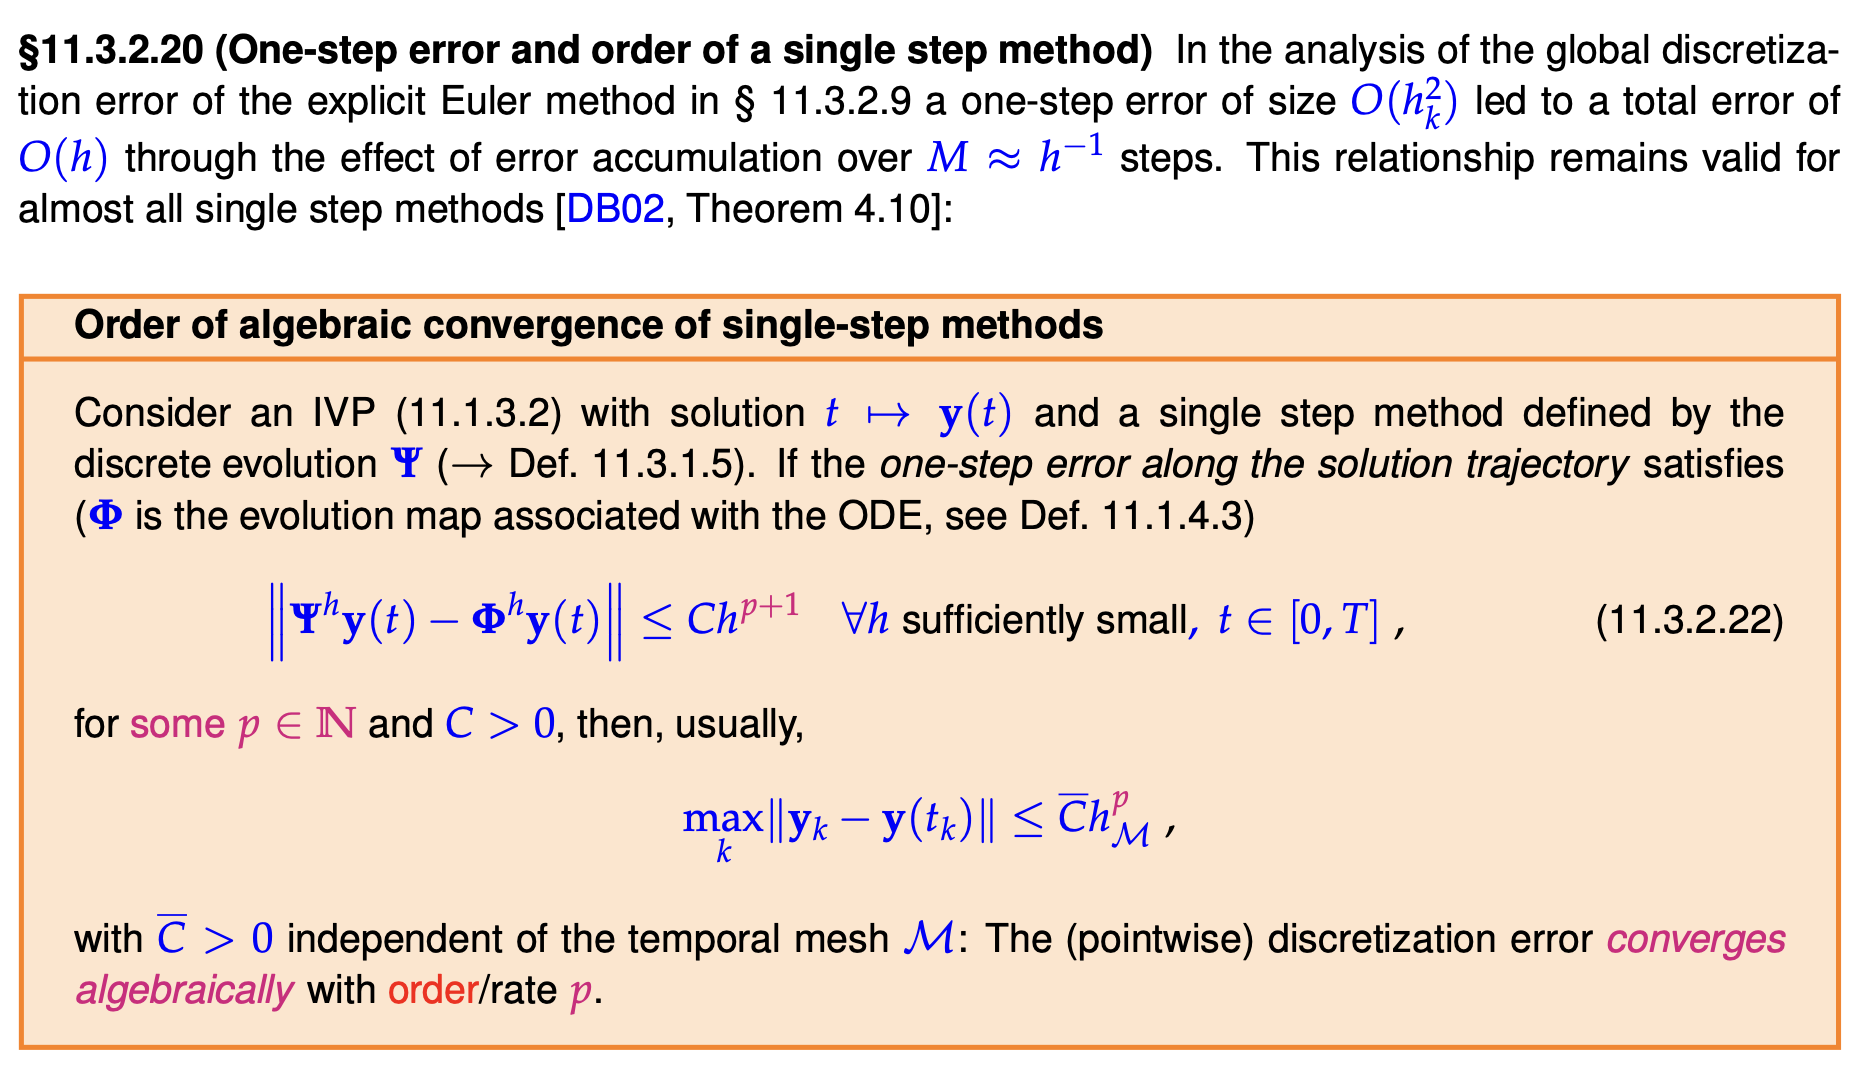 §11.3.2.20 (One-step error and order of a single step method) In the analysis of the global discretiza-
tion error of the explicit Euler method in § 11.3.2.9 a one-step error of size $O(h_k^2)$ led to a total error of
$O(h)$ through the effect of error accumulation over $M \approx h^{-1}$ steps. This relationship remains valid for
almost all single step methods [DB02, Theorem 4.10]:
Order of algebraic convergence of single-step methods
Consider an IVP (11.1.3.2) with solution $t \mapsto \mathbf{y}(t)$ and a single step method defined by the
discrete evolution $\mathbf{\Psi}$ (→ Def. 11.3.1.5). If the one-step error along the solution trajectory satisfies
($\mathbf{\Phi}$ is the evolution map associated with the ODE, see Def. 11.1.4.3)
$\left\| \mathbf{\Psi}^h \mathbf{y}(t) - \mathbf{\Phi}^h \mathbf{y}(t) \right\| \leq C h^{p+1} \quad \forall h$ sufficiently small, $t \in [0, T]$ , (11.3.2.22)
for some $p \in \mathbb{N}$ and $C > 0$, then, usually,
$\max_k \| \mathbf{y}_k - \mathbf{y}(t_k) \| \leq \overline{C} h_{\mathcal{M}}^p$ ,
with $\overline{C} > 0$ independent of the temporal mesh $\mathcal{M}$: The (pointwise) discretization error converges
algebraically with order/rate $p$.